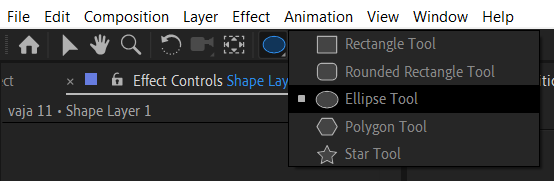 File Edit Composition Layer Effect Animation View Window Help
Rectangle Tool
Rounded Rectangle Tool
Effect Controls Shape Lay
Ellipse Tool
vaja 11 • Shape Layer 1
Polygon Tool
Star Tool